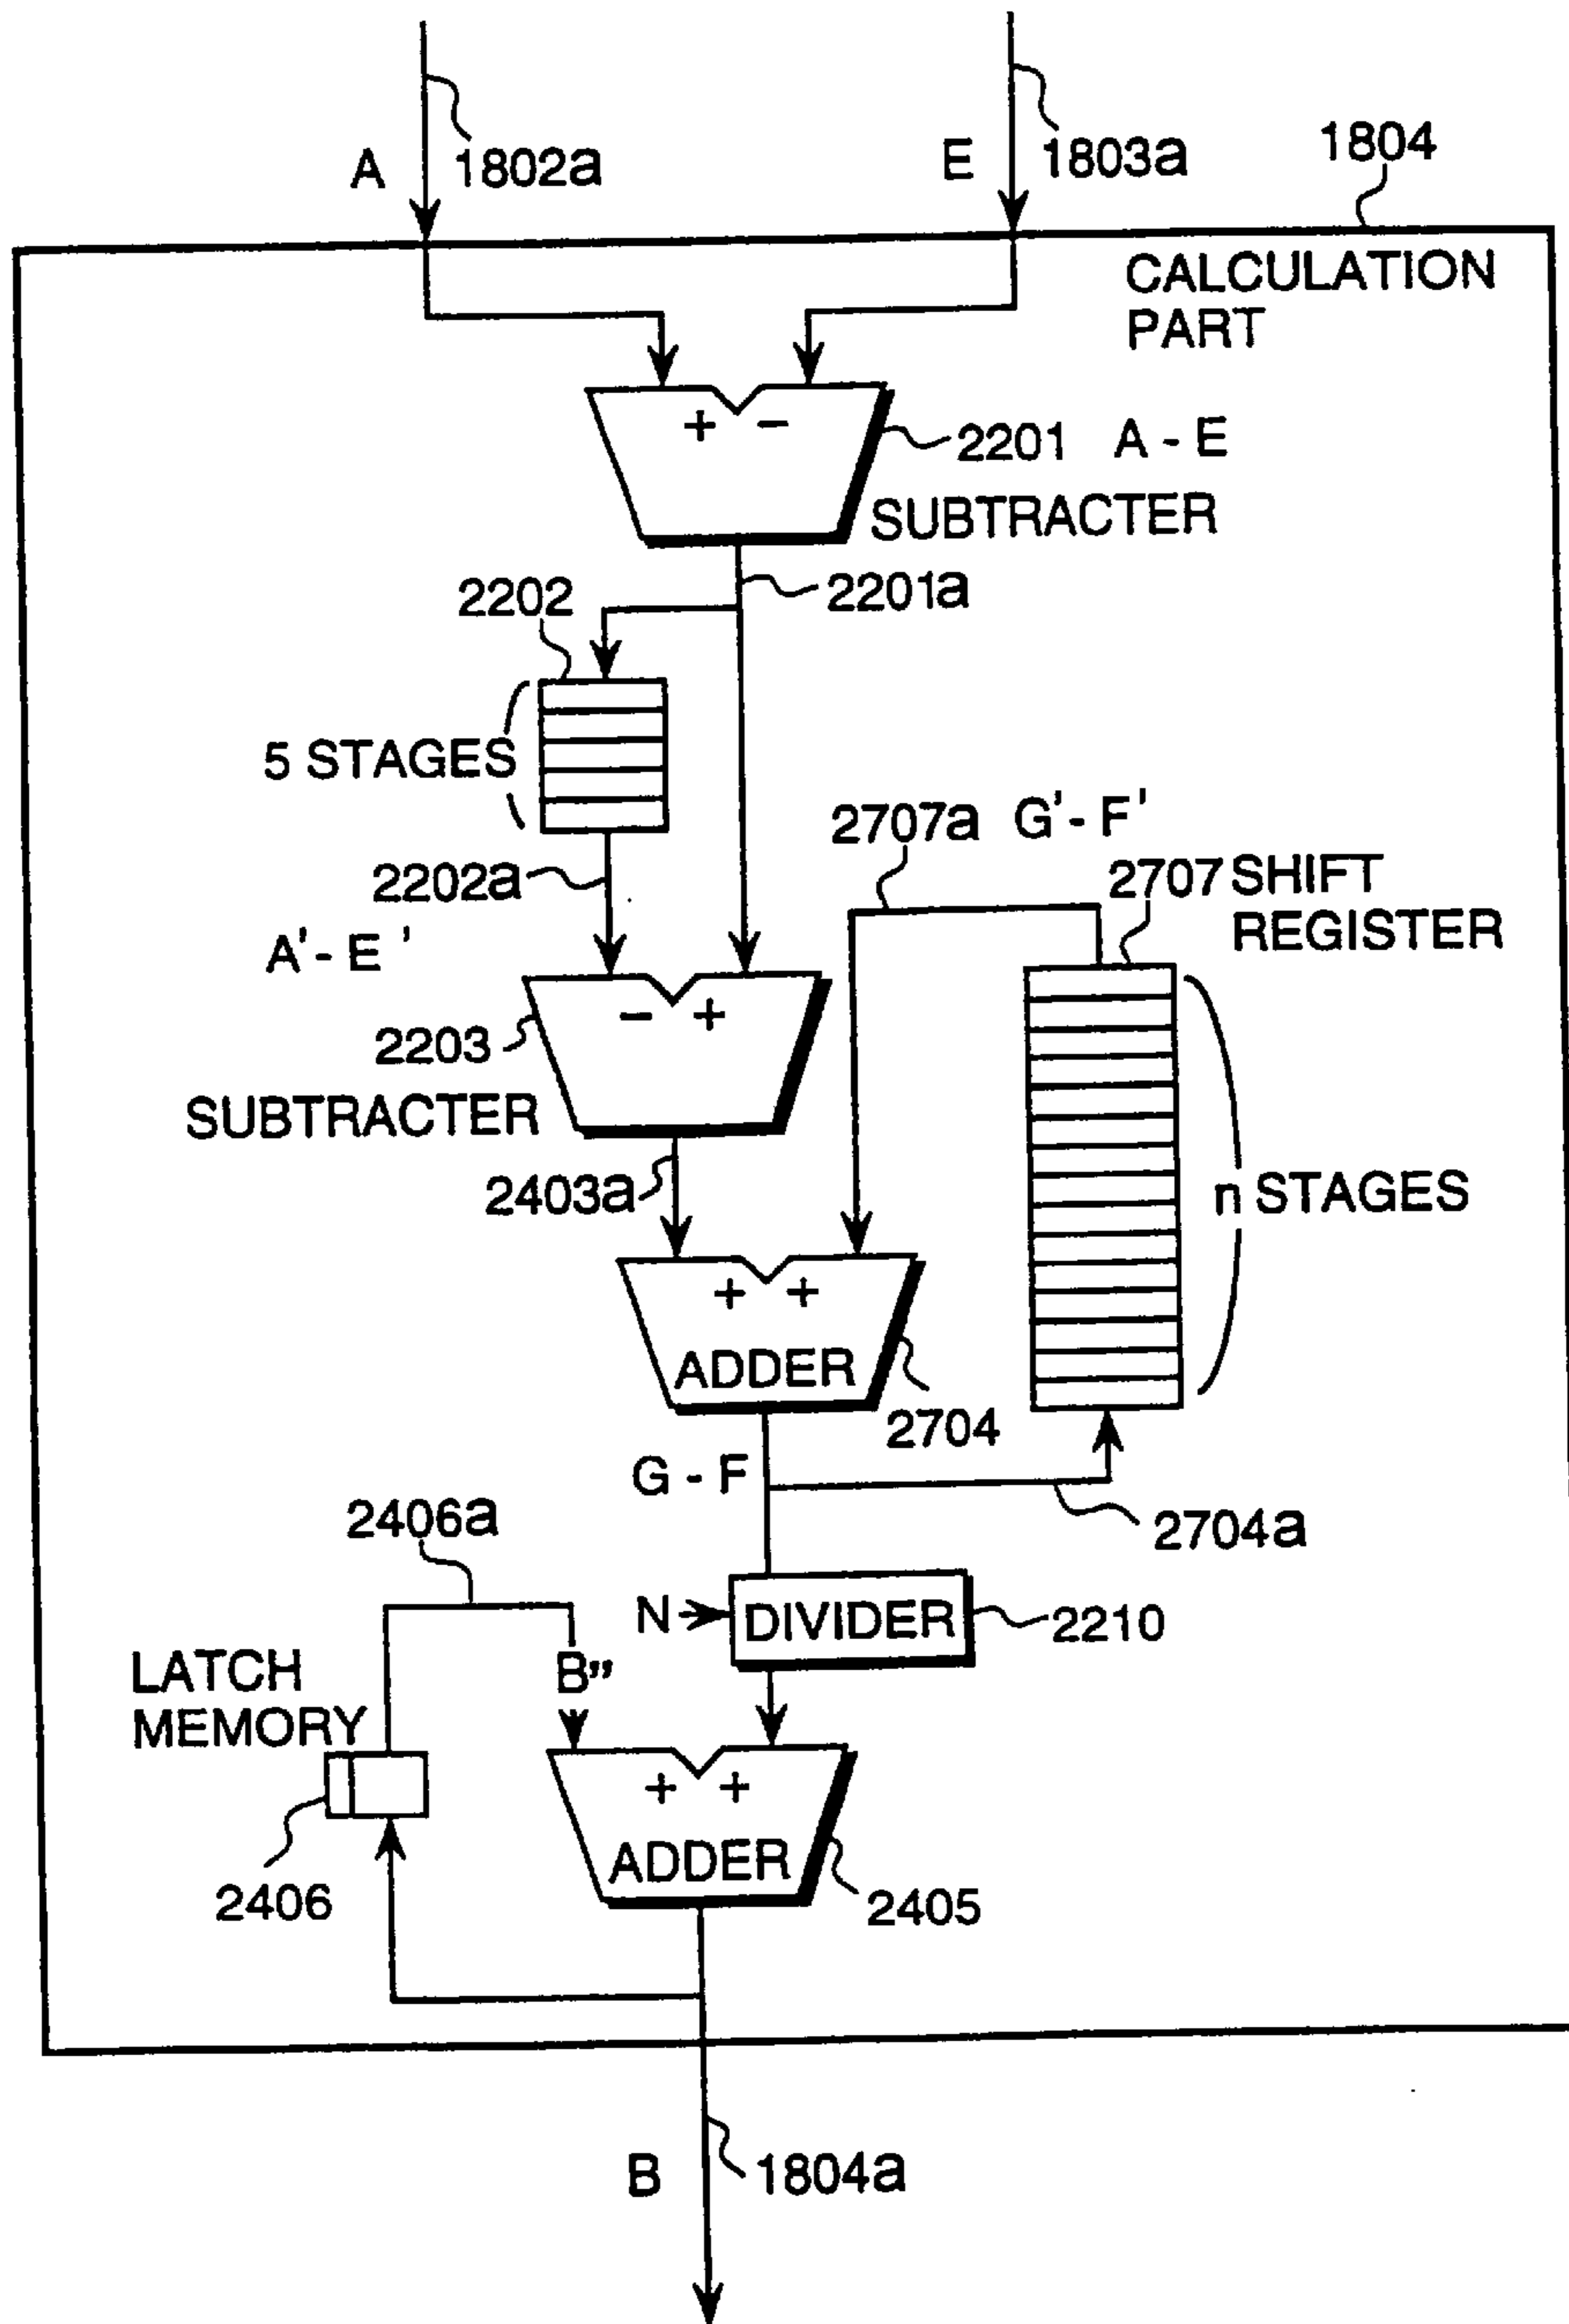 A
1802a
E
1803a
1804
CALCULATION
PART
+ -
2201 A - E
SUBTRACTER
2201a
2202
5 STAGES
2202a
A' - E '
2707a G' - F'
2707 SHIFT
REGISTER
- +
2203
SUBTRACTER
2403a
n STAGES
+ +
ADDER
2704
G - F
2704a
2406a
N
DIVIDER
2210
B"
LATCH
MEMORY
+ +
ADDER
2406
2405
B
1804a